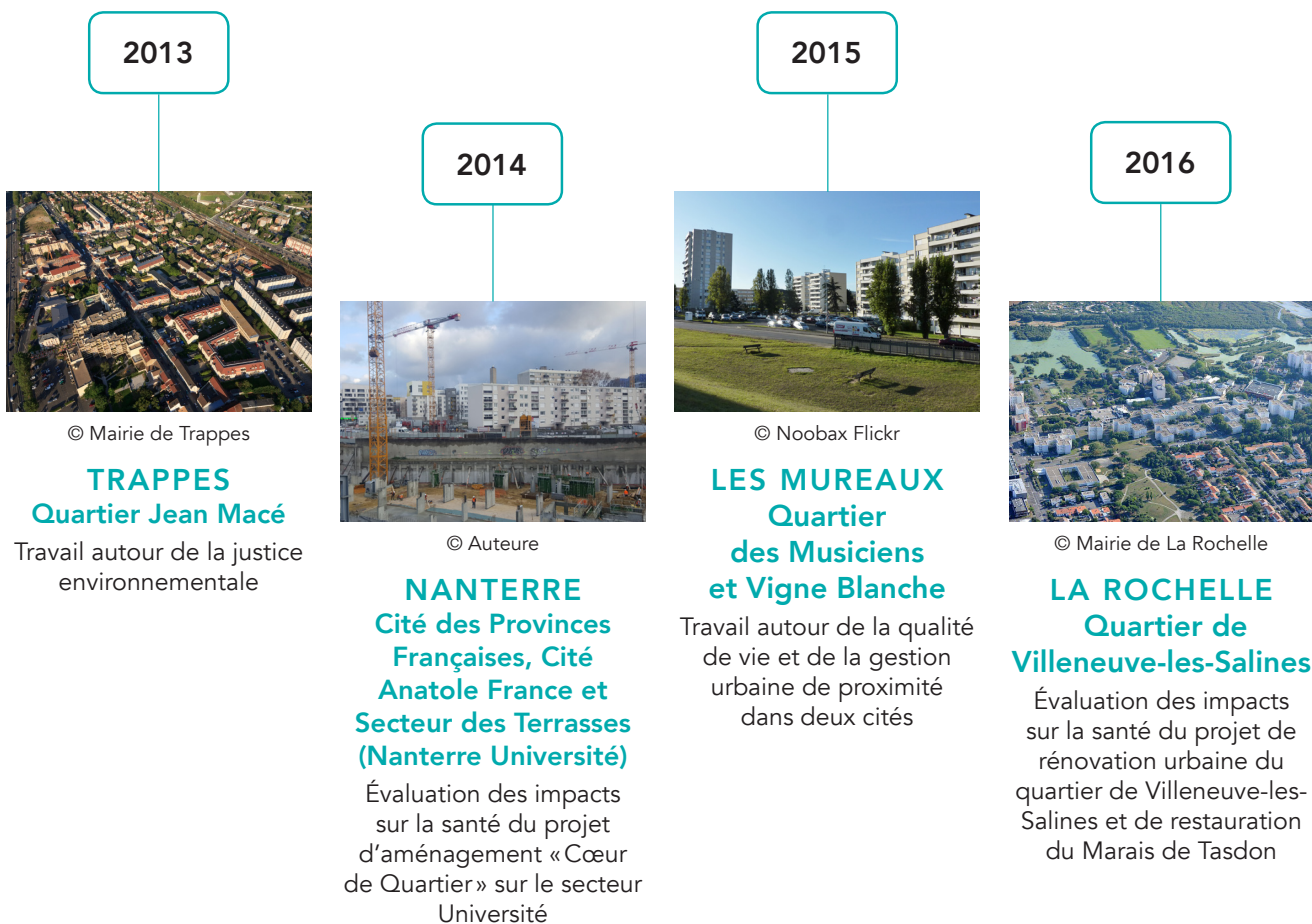 2013
© Mairie de Trappes
TRAPPES
Quartier Jean Macé
Travail autour de la justice
environnementale
2014
© Auteure
NANTERRE
Cité des Provinces
Françaises, Cité
Anatole France et
Secteur des Terrasses
(Nanterre Université)
Évaluation des impacts
sur la santé du projet
d’aménagement « Cœur
de Quartier » sur le secteur
Université
2015
© Noobax Flickr
LES MUREAUX
Quartier
des Musiciens
et Vigne Blanche
Travail autour de la qualité
de vie et de la gestion
urbaine de proximité
dans deux cités
2016
© Mairie de La Rochelle
LA ROCHELLE
Quartier de
Villeneuve-les-Salines
Évaluation des impacts
sur la santé du projet de
rénovation urbaine du
quartier de Villeneuve-les-
Salines et de restauration
du Marais de Tasdon